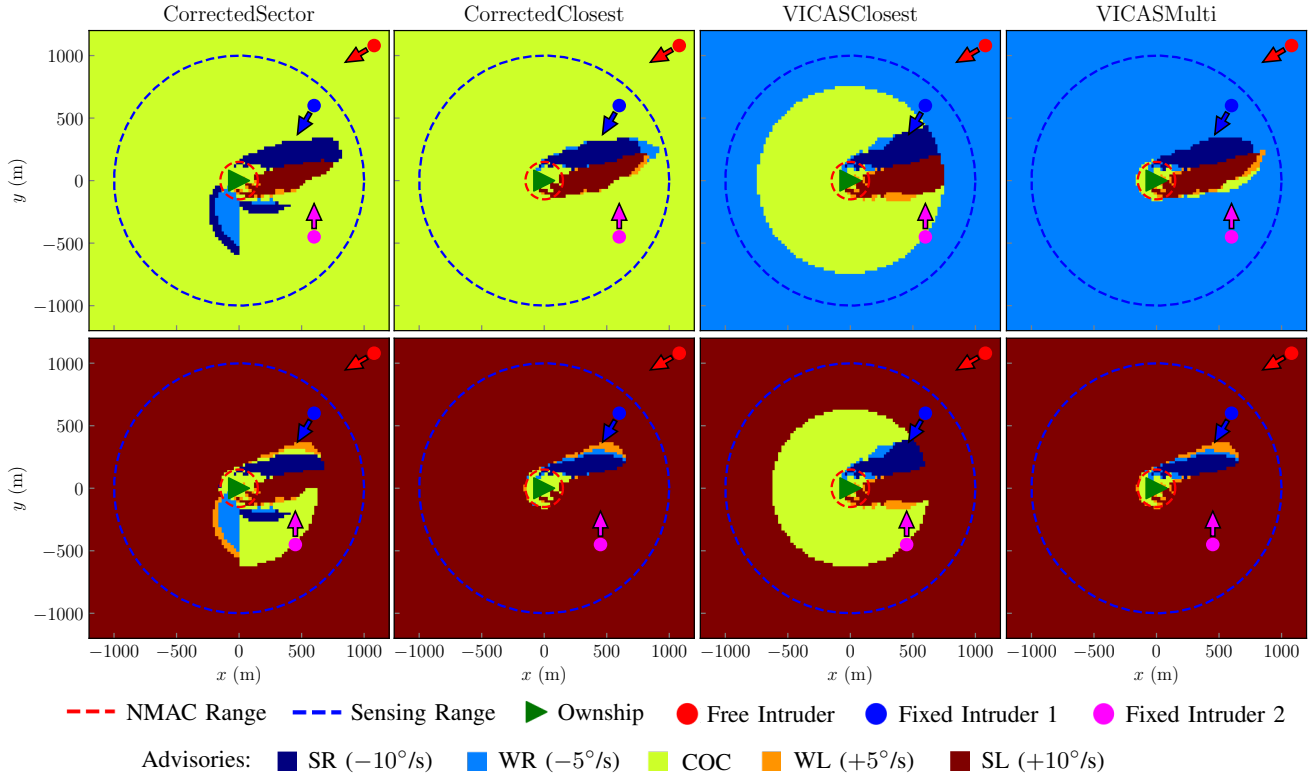 CorrectedSector CorrectedClosest VICASClosest VICASMulti
1000
500
0
−500
−1000
y (m)
1000
500
0
−500
−1000
y (m)
−1000 −500 0 500 1000 −1000 −500 0 500 1000 −1000 −500 0 500 1000 −1000 −500 0 500 1000
x (m) x (m) x (m) x (m)
NMAC Range Sensing Range Ownship Free Intruder Fixed Intruder 1 Fixed Intruder 2
Advisories: SR (−10°/s) WR (−5°/s) COC WL (+5°/s) SL (+10°/s)